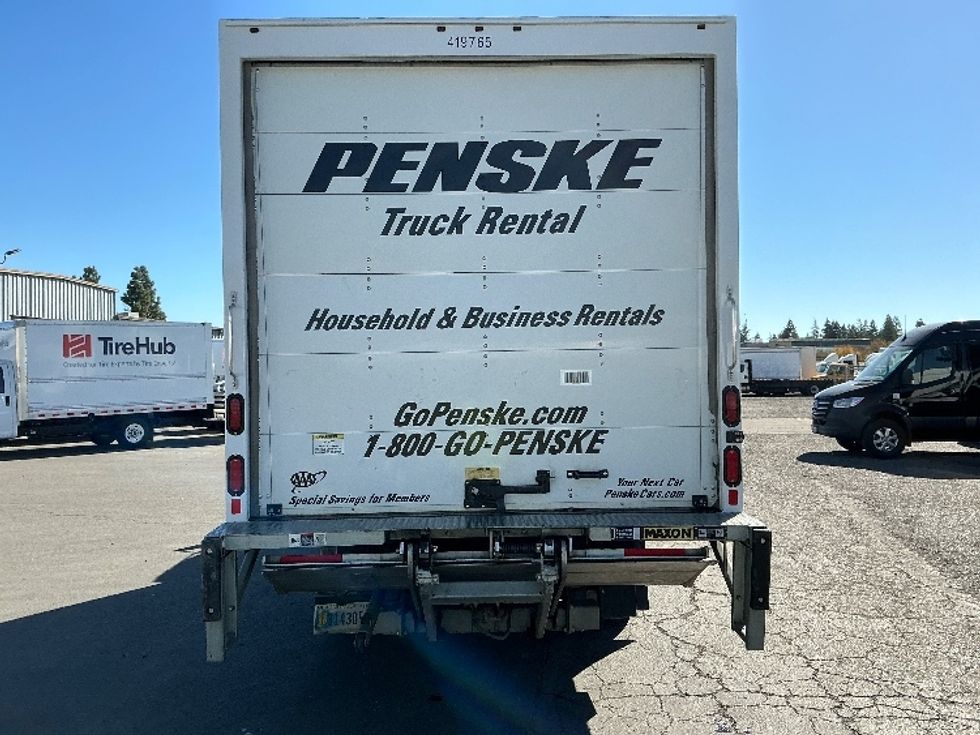 419765
PENSKE
Truck Rental
TireHub
Household & Business Rentals
GoPenske.com
1-800-GO-PENSKE
AAA
Special Savings for Members
Your Next Car
PenskeCars.com
MAXON